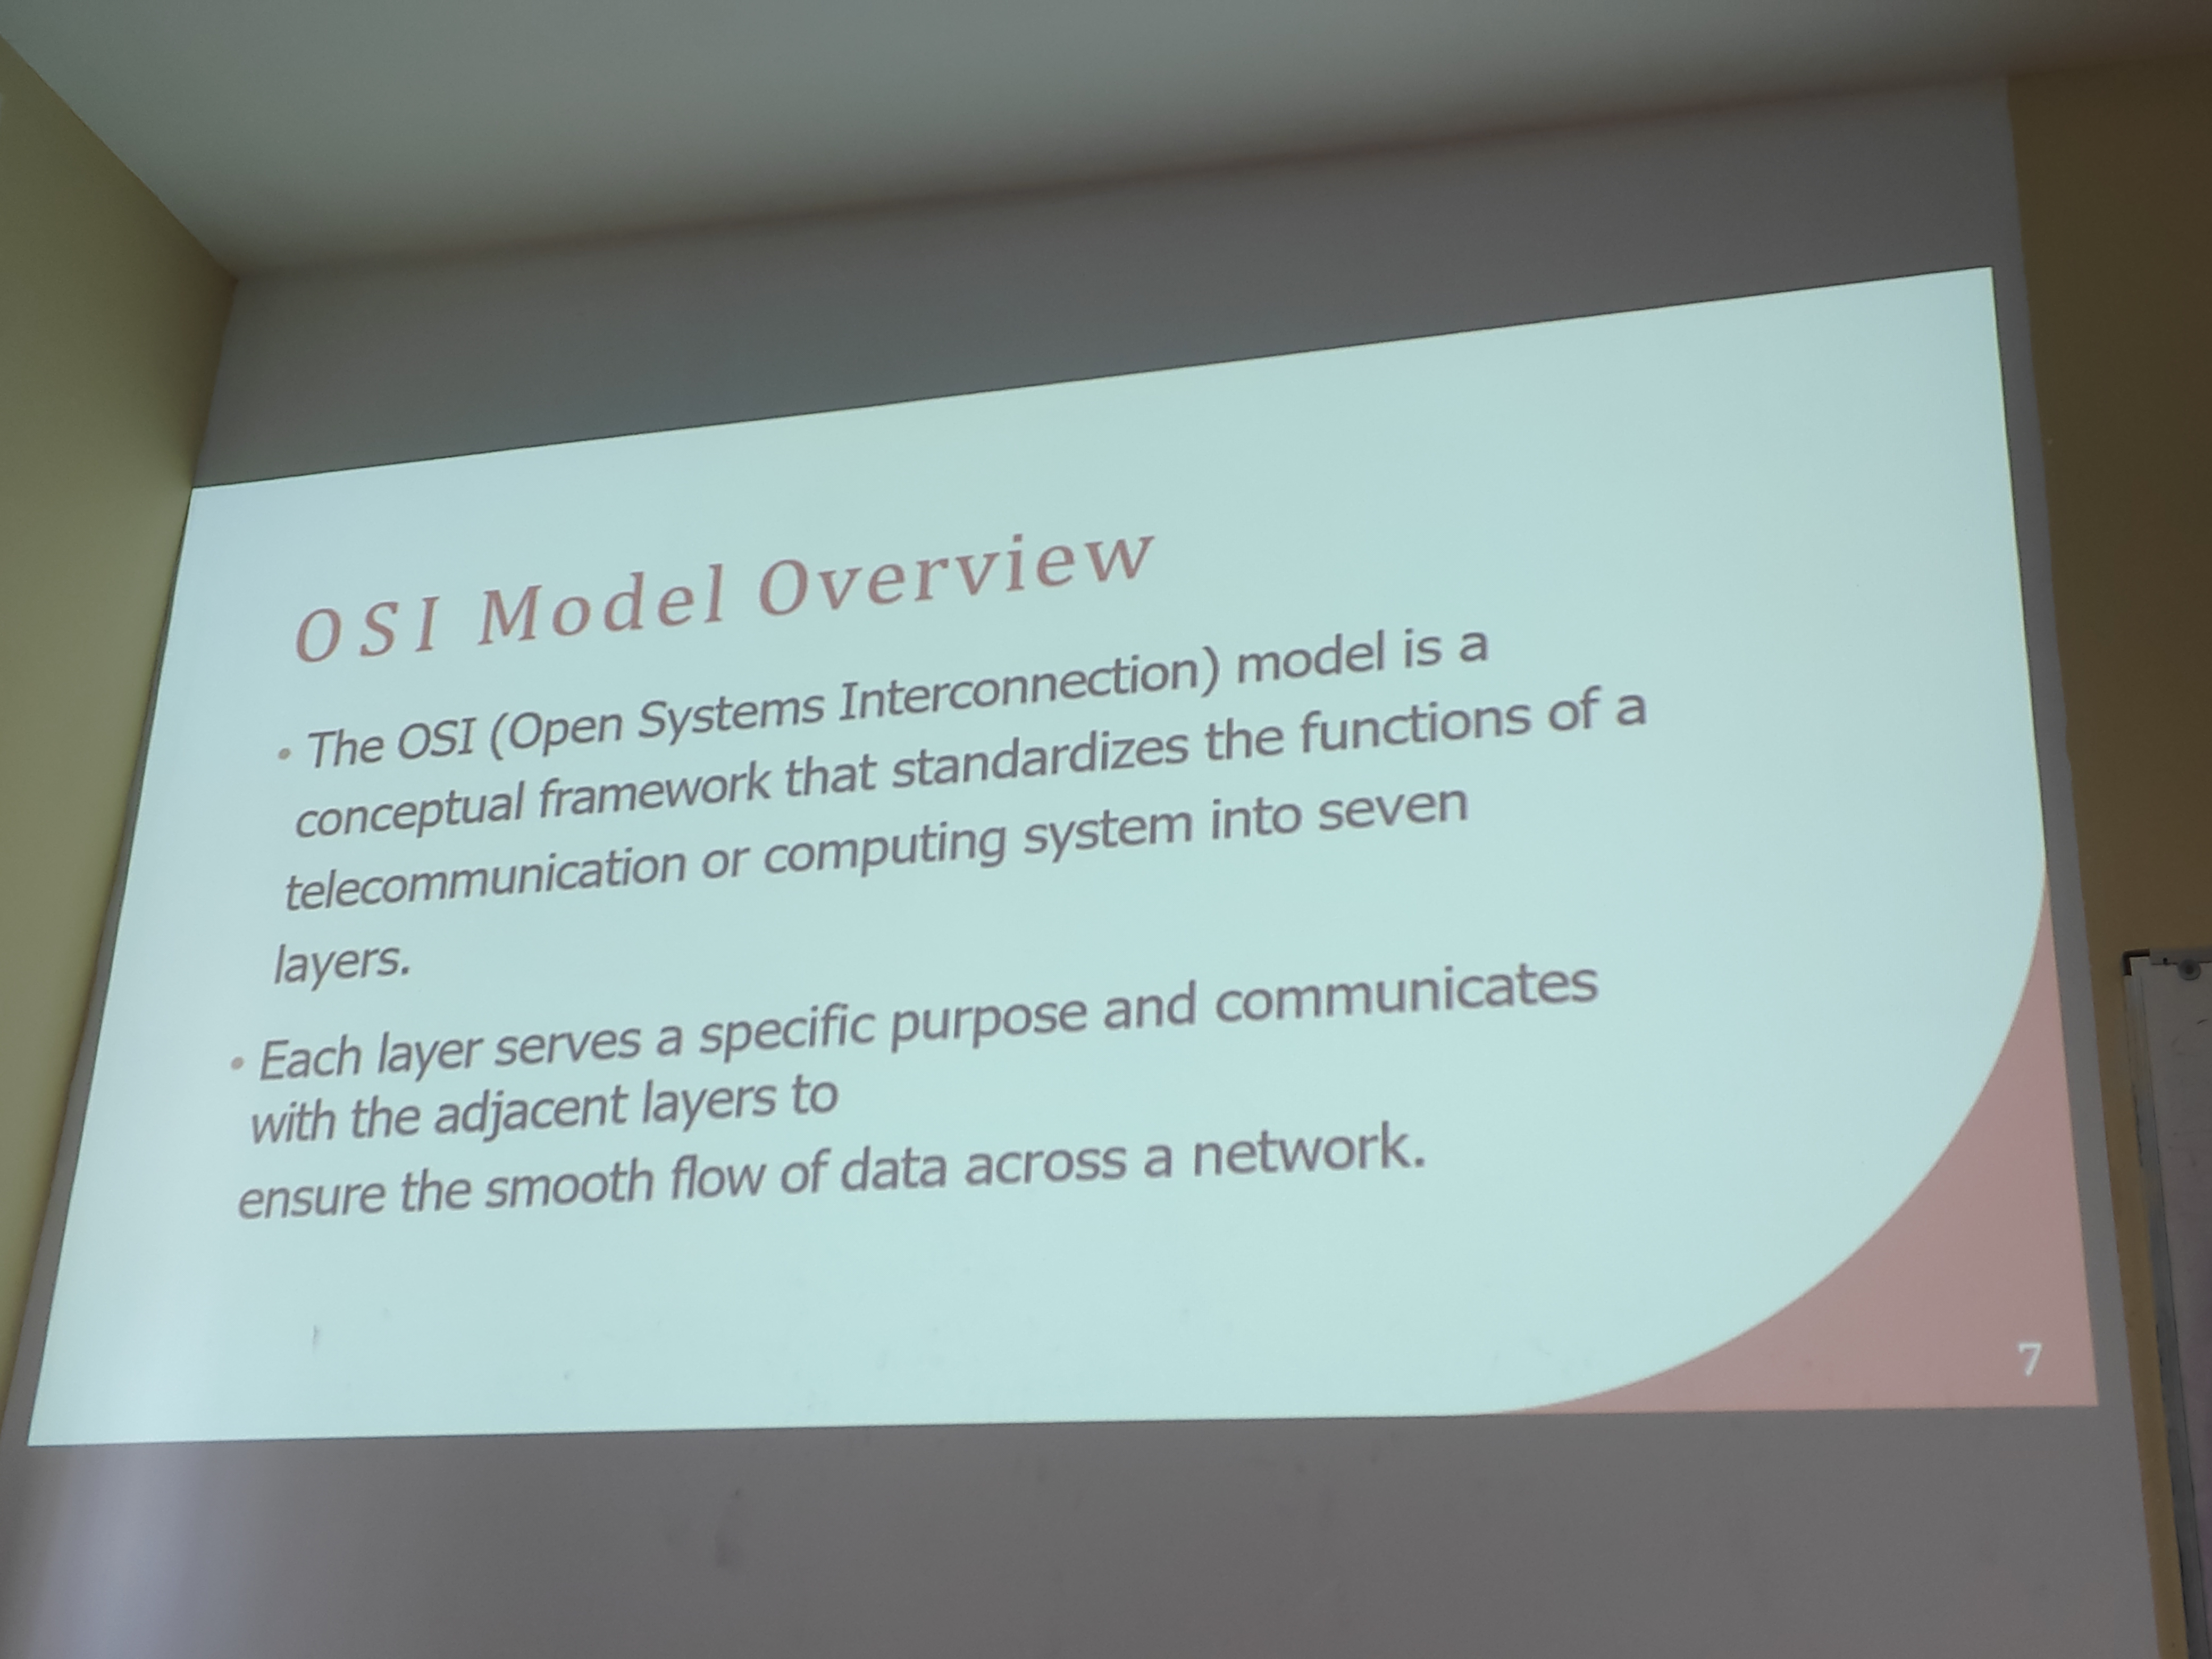 OSI Model Overview
• The OSI (Open Systems Interconnection) model is a
conceptual framework that standardizes the functions of a
telecommunication or computing system into seven
layers.
• Each layer serves a specific purpose and communicates
with the adjacent layers to
ensure the smooth flow of data across a network.
7